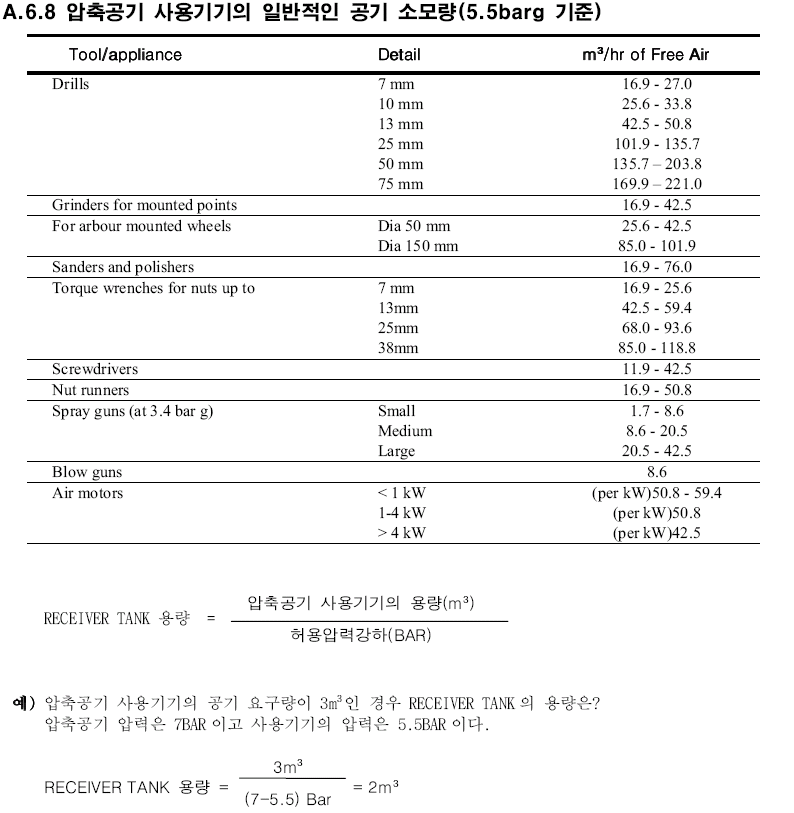 A.6.8 압축공기 사용기기의 일반적인 공기 소모량(5.5barg 기준)
Tool/appliance Detail m³/hr of Free Air
Drills 7 mm 16.9 - 27.0
10 mm 25.6 - 33.8
13 mm 42.5 - 50.8
25 mm 101.9 - 135.7
50 mm 135.7 – 203.8
75 mm 169.9 – 221.0
Grinders for mounted points 16.9 - 42.5
For arbour mounted wheels Dia 50 mm 25.6 - 42.5
Dia 150 mm 85.0 - 101.9
Sanders and polishers 16.9 - 76.0
Torque wrenches for nuts up to 7 mm 16.9 - 25.6
13mm 42.5 - 59.4
25mm 68.0 - 93.6
38mm 85.0 - 118.8
Screwdrivers 11.9 - 42.5
Nut runners 16.9 - 50.8
Spray guns (at 3.4 bar g) Small 1.7 - 8.6
Medium 8.6 - 20.5
Large 20.5 - 42.5
Blow guns 8.6
Air motors < 1 kW (per kW)50.8 - 59.4
1-4 kW (per kW)50.8
> 4 kW (per kW)42.5
압축공기 사용기기의 용량(m³)
RECEIVER TANK 용량 =
허용압력강하(BAR)
예) 압축공기 사용기기의 공기 요구량이 3m³인 경우 RECEIVER TANK의 용량은?
압축공기 압력은 7BAR이고 사용기기의 압력은 5.5BAR이다.
3m³
RECEIVER TANK 용량 = = 2m³
(7-5.5) Bar